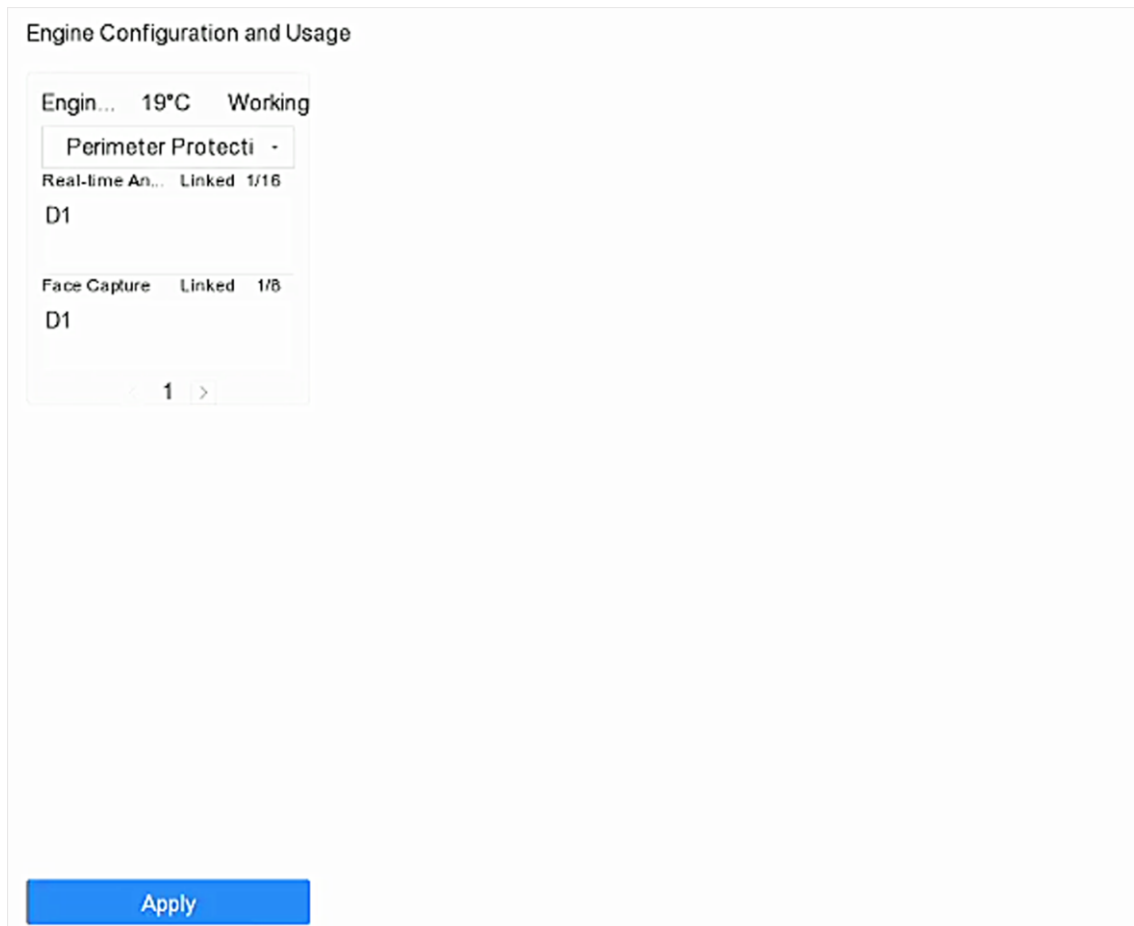 Engine Configuration and Usage
Engin... 19°C Working
Perimeter Protecti
Real-time An... Linked 1/16
D1
Face Capture Linked 1/8
D1
1 >
Apply